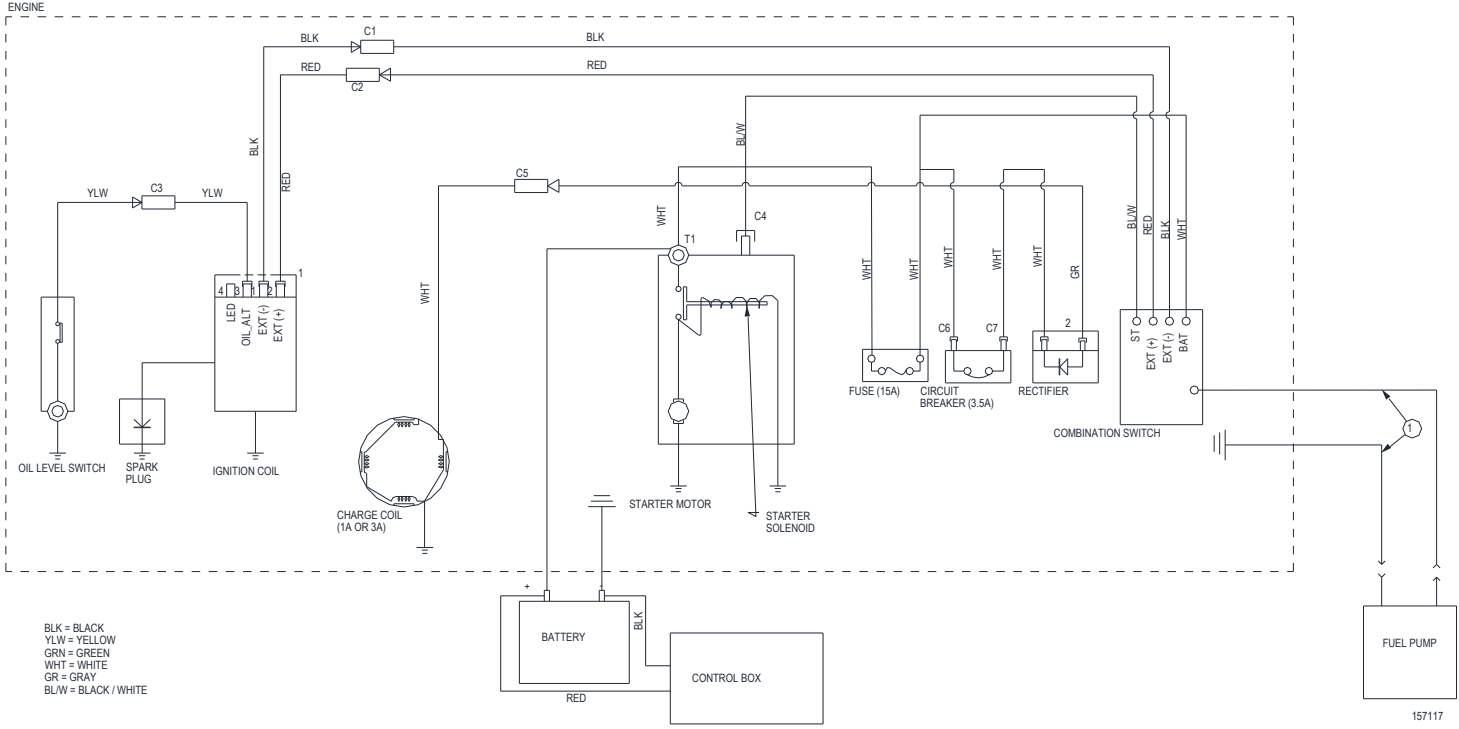 ENGINE
BLK
C1
BLK
RED
C2
RED
BLK
RED
YLW
C3
YLW
C5
BL/W
WHT
C4
T1
WHT
WHT
WHT
WHT
WHT
WHT
GR
BL/W
RED
BLK
WHT
1
4
3
1
2
LED
OIL_ALT
EXT (-)
EXT (+)
C6
C7
2
ST
EXT (+)
EXT (-)
BAT
FUSE (15A)
CIRCUIT
BREAKER (3.5A)
RECTIFIER
COMBINATION SWITCH
1
OIL LEVEL SWITCH
SPARK
PLUG
IGNITION COIL
CHARGE COIL
(1A OR 3A)
STARTER MOTOR
STARTER
SOLENOID
+
-
BATTERY
BLK
RED
CONTROL BOX
FUEL PUMP
BLK = BLACK
YLW = YELLOW
GRN = GREEN
WHT = WHITE
GR = GRAY
BL/W = BLACK / WHITE
157117